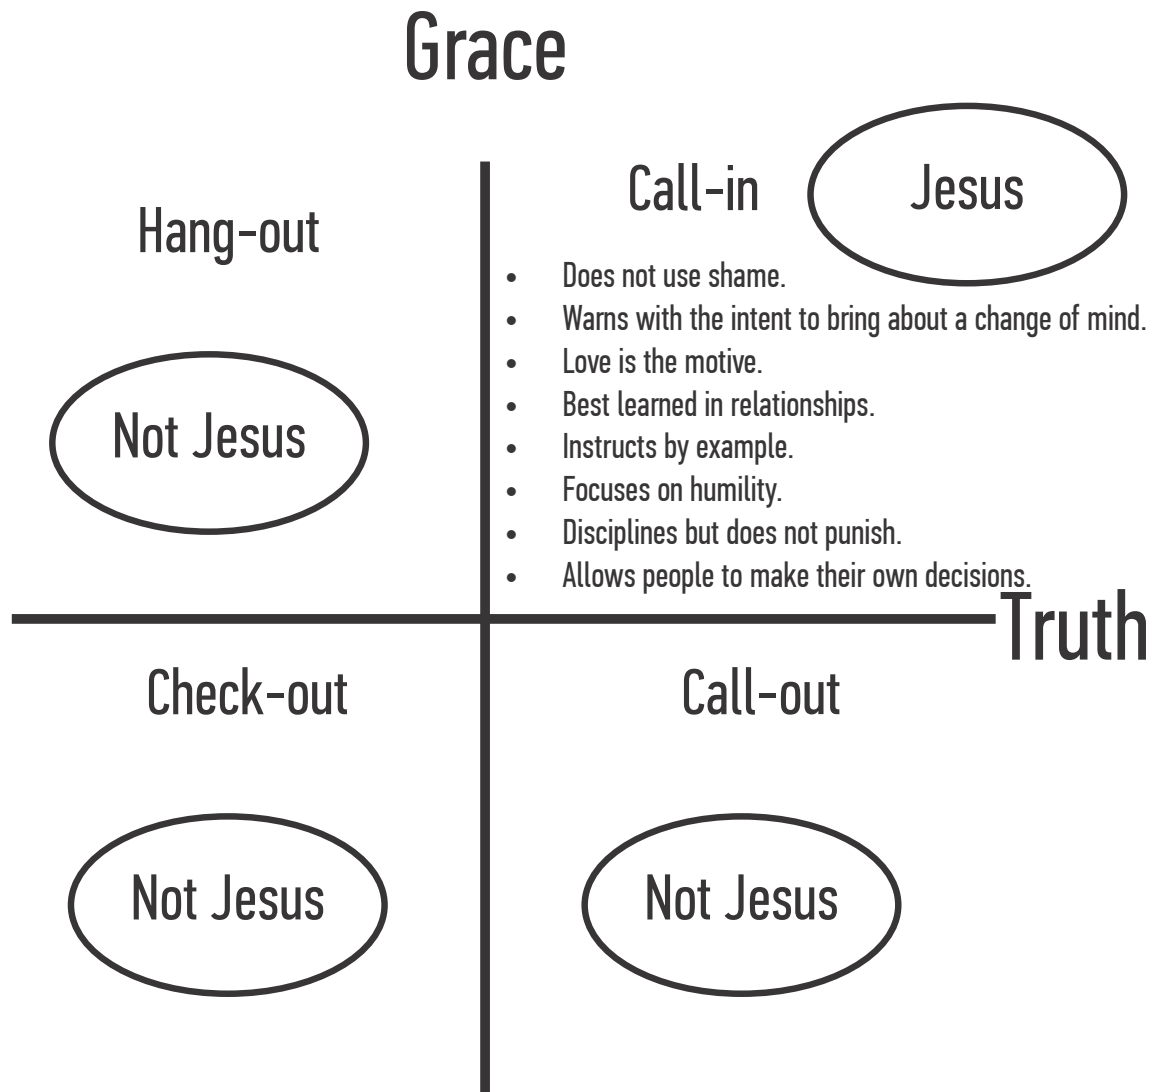 Grace
Hang-out
Not Jesus
Call-in
Jesus
• Does not use shame.
• Warns with the intent to bring about a change of mind.
• Love is the motive.
• Best learned in relationships.
• Instructs by example.
• Focuses on humility.
• Disciplines but does not punish.
• Allows people to make their own decisions.
Truth
Check-out
Not Jesus
Call-out
Not Jesus